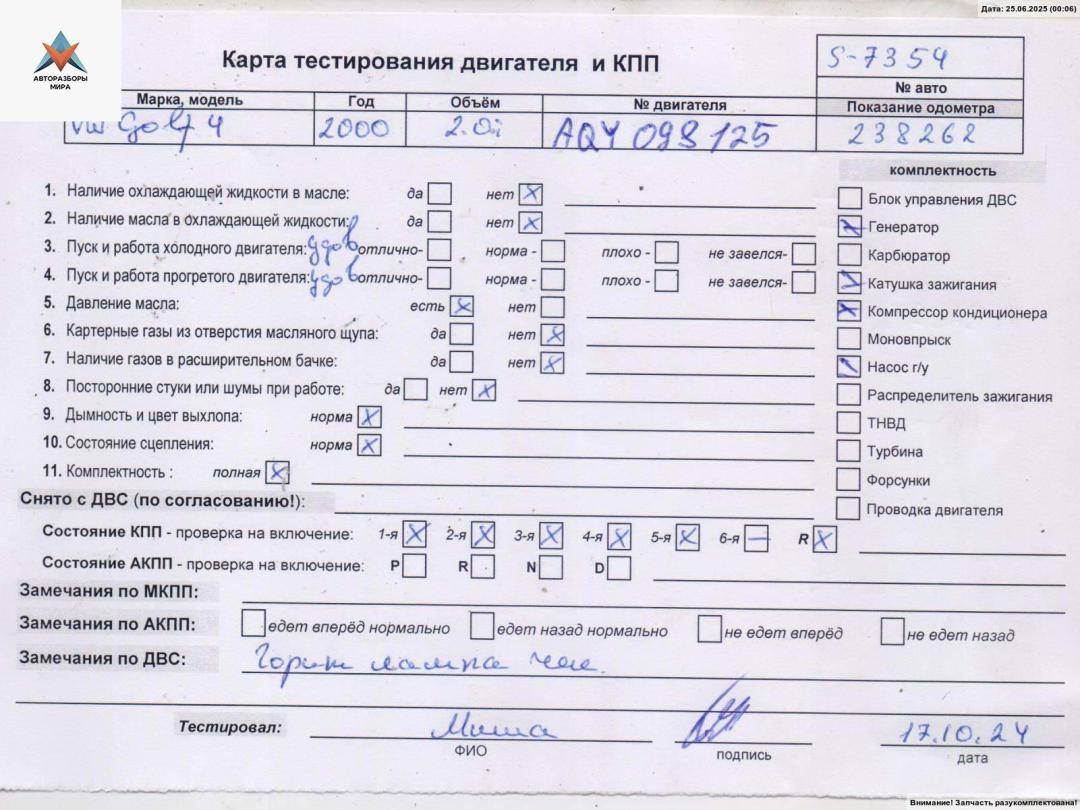 Дата: 25.06.2025 (00:06)
АВТОРАЗБОРЫ
МИРА
Карта тестирования двигателя и КПП
S-7354
№ авто
Марка, модель Год Объём № двигателя Показание одометра
VW Golf 4 2000 2.0i AQY 098125 238262
комплектность
1. Наличие охлаждающей жидкости в масле: да нет X
2. Наличие масла в охлаждающей жидкости: да нет X
3. Пуск и работа холодного двигателя: удов отлично- норма - плохо - не завелся-
4. Пуск и работа прогретого двигателя: удов отлично- норма - плохо - не завелся-
5. Давление масла: есть X нет
6. Картерные газы из отверстия масляного щупа: да нет X
7. Наличие газов в расширительном бачке: да нет X
8. Посторонние стуки или шумы при работе: да нет X
9. Дымность и цвет выхлопа: норма X
10. Состояние сцепления: норма X
11. Комплектность : полная X
Блок управления ДВС
Генератор
Карбюратор
Катушка зажигания
Компрессор кондиционера
Моновпрыск
Насос г/у
Распределитель зажигания
ТНВД
Турбина
Форсунки
Проводка двигателя
Снято с ДВС (по согласованию!):
Состояние КПП - проверка на включение: 1-я X 2-я X 3-я X 4-я X 5-я X 6-я — R X
Состояние АКПП - проверка на включение: P R N D
Замечания по МКПП:
Замечания по АКПП: едет вперёд нормально едет назад нормально не едет вперёд не едет назад
Замечания по ДВС: Горит лампа чек.
Тестировал: Миша 17.10.24
ФИО подпись дата
Внимание! Запчасть разукомплектована!